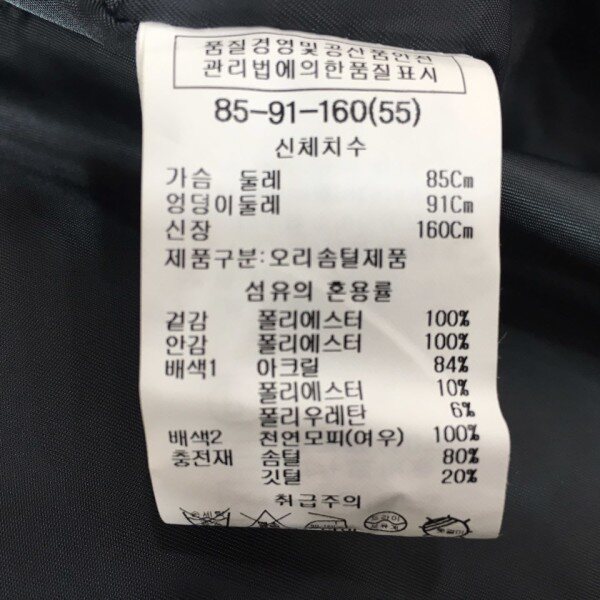 품질경영및공산품안전
관리법에의한품질표시
85-91-160(55)
신체치수
가슴 둘레 85Cm
엉덩이둘레 91Cm
신장 160Cm
제품구분:오리솜털제품
섬유의 혼용률
겉감 폴리에스터 100%
안감 폴리에스터 100%
배색1 아크릴 84%
폴리에스터 10%
폴리우레탄 6%
배색2 천연모피(여우) 100%
충전재 솜털 80%
깃털 20%
취급주의
드라이